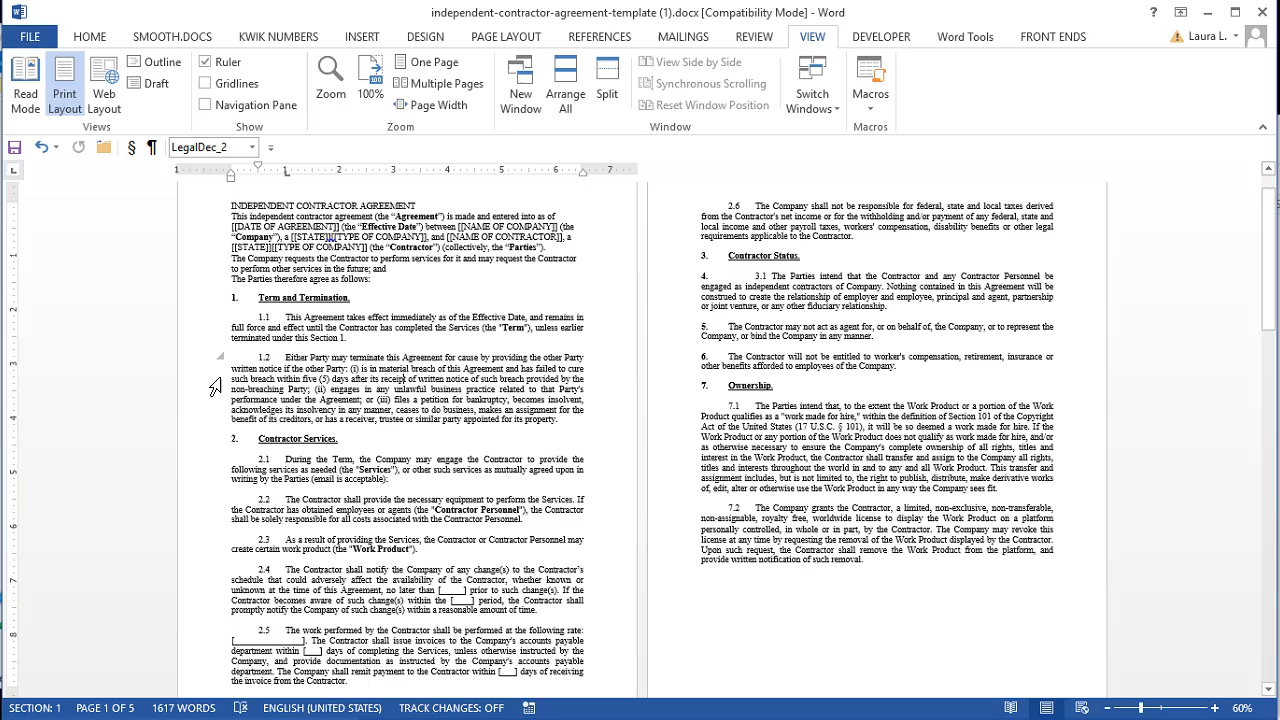 independent-contractor-agreement-template (1).docx [Compatibility Mode] - Word
FILE HOME SMOOTH.DOCS KWIK NUMBERS INSERT DESIGN PAGE LAYOUT REFERENCES MAILINGS REVIEW VIEW DEVELOPER Word Tools FRONT ENDS Laura L.
Read Mode
Print Layout
Web Layout
Outline
Draft
Views
Ruler
Gridlines
Navigation Pane
Show
Zoom
100%
One Page
Multiple Pages
Page Width
Zoom
New Window
Arrange All
Split
View Side by Side
Synchronous Scrolling
Reset Window Position
Window
Switch Windows
Macros
Macros
§ ¶ LegalDec_2
1 1 2 3 4 5 6 7
INDEPENDENT CONTRACTOR AGREEMENT
This independent contractor agreement (the “Agreement”) is made and entered into as of
[[DATE OF AGREEMENT]] (the “Effective Date”) between [[NAME OF COMPANY]] (the
“Company”), a [[STATE]][[TYPE OF COMPANY], and [[NAME OF CONTRACTOR]], a
[[STATE]][[TYPE OF COMPANY]] (the “Contractor”) (collectively, the “Parties”).
The Company requests the Contractor to perform services for it and may request the Contractor
to perform other services in the future; and
The Parties therefore agree as follows:
1. Term and Termination.
1.1 This Agreement takes effect immediately as of the Effective Date, and remains in
full force and effect until the Contractor has completed the Services (the "Term"), unless earlier
terminated under this Section 1.
1.2 Either Party may terminate this Agreement for cause by providing the other Party
written notice if the other Party: (i) is in material breach of this Agreement and has failed to cure
such breach within five (5) days after its receipt of written notice of such breach provided by the
non-breaching Party; (ii) engages in any unlawful business practice related to that Party's
performance under the Agreement; or (iii) files a petition for bankruptcy, becomes insolvent,
acknowledges its insolvency in any manner, ceases to do business, makes an assignment for the
benefit of its creditors, or has a receiver, trustee or similar party appointed for its property.
2. Contractor Services.
2.1 During the Term, the Company may engage the Contractor to provide the
following services as needed (the "Services"), or other such services as mutually agreed upon in
writing by the Parties (email is acceptable):
2.2 The Contractor shall provide the necessary equipment to perform the Services. If
the Contractor has obtained employees or agents (the "Contractor Personnel"), the Contractor
shall be solely responsible for all costs associated with the Contractor Personnel.
2.3 As a result of providing the Services, the Contractor or Contractor Personnel may
create certain work product (the "Work Product").
2.4 The Contractor shall notify the Company of any change(s) to the Contractor’s
schedule that could adversely affect the availability of the Contractor, whether known or
unknown at the time of this Agreement, no later than [_____] prior to such change(s). If the
Contractor becomes aware of such change(s) within the [____] period, the Contractor shall
promptly notify the Company of such change(s) within a reasonable amount of time.
2.5 The work performed by the Contractor shall be performed at the following rate:
[______________]. The Contractor shall issue invoices to the Company's accounts payable
department within [___] days of completing the Services, unless otherwise instructed by the
Company, and provide documentation as instructed by the Company's accounts payable
department. The Company shall remit payment to the Contractor within [___] days of receiving
the invoice from the Contractor.
2.6 The Company shall not be responsible for federal, state and local taxes derived
from the Contractor's net income or for the withholding and/or payment of any federal, state and
local income and other payroll taxes, workers' compensation, disability benefits or other legal
requirements applicable to the Contractor.
3. Contractor Status.
4. 3.1 The Parties intend that the Contractor and any Contractor Personnel be
engaged as independent contractors of Company. Nothing contained in this Agreement will be
construed to create the relationship of employer and employee, principal and agent, partnership
or joint venture, or any other fiduciary relationship.
5. The Contractor may not act as agent for, or on behalf of, the Company, or to represent the
Company, or bind the Company in any manner.
6. The Contractor will not be entitled to worker's compensation, retirement, insurance or
other benefits afforded to employees of the Company.
7. Ownership.
7.1 The Parties intend that, to the extent the Work Product or a portion of the Work
Product qualifies as a "work made for hire," within the definition of Section 101 of the Copyright
Act of the United States (17 U.S.C. § 101), it will be so deemed a work made for hire. If the
Work Product or any portion of the Work Product does not qualify as work made for hire, and/or
as otherwise necessary to ensure the Company's complete ownership of all rights, titles and
interest in the Work Product, the Contractor shall transfer and assign to the Company all rights,
titles and interests throughout the world in and to any and all Work Product. This transfer and
assignment includes, but is not limited to, the right to publish, distribute, make derivative works
of, edit, alter or otherwise use the Work Product in any way the Company sees fit.
7.2 The Company grants the Contractor, a limited, non-exclusive, non-transferable,
non-assignable, royalty free, worldwide license to display the Work Product on a platform
personally controlled, in whole or in part, by the Contractor. The Company may revoke this
license at any time by requesting the removal of the Work Product displayed by the Contractor.
Upon such request, the Contractor shall remove the Work Product from the platform, and
provide written notification of such removal.
1
2
3
4
5
6
7
8
SECTION: 1 PAGE 1 OF 5 1617 WORDS ENGLISH (UNITED STATES) TRACK CHANGES: OFF 60%